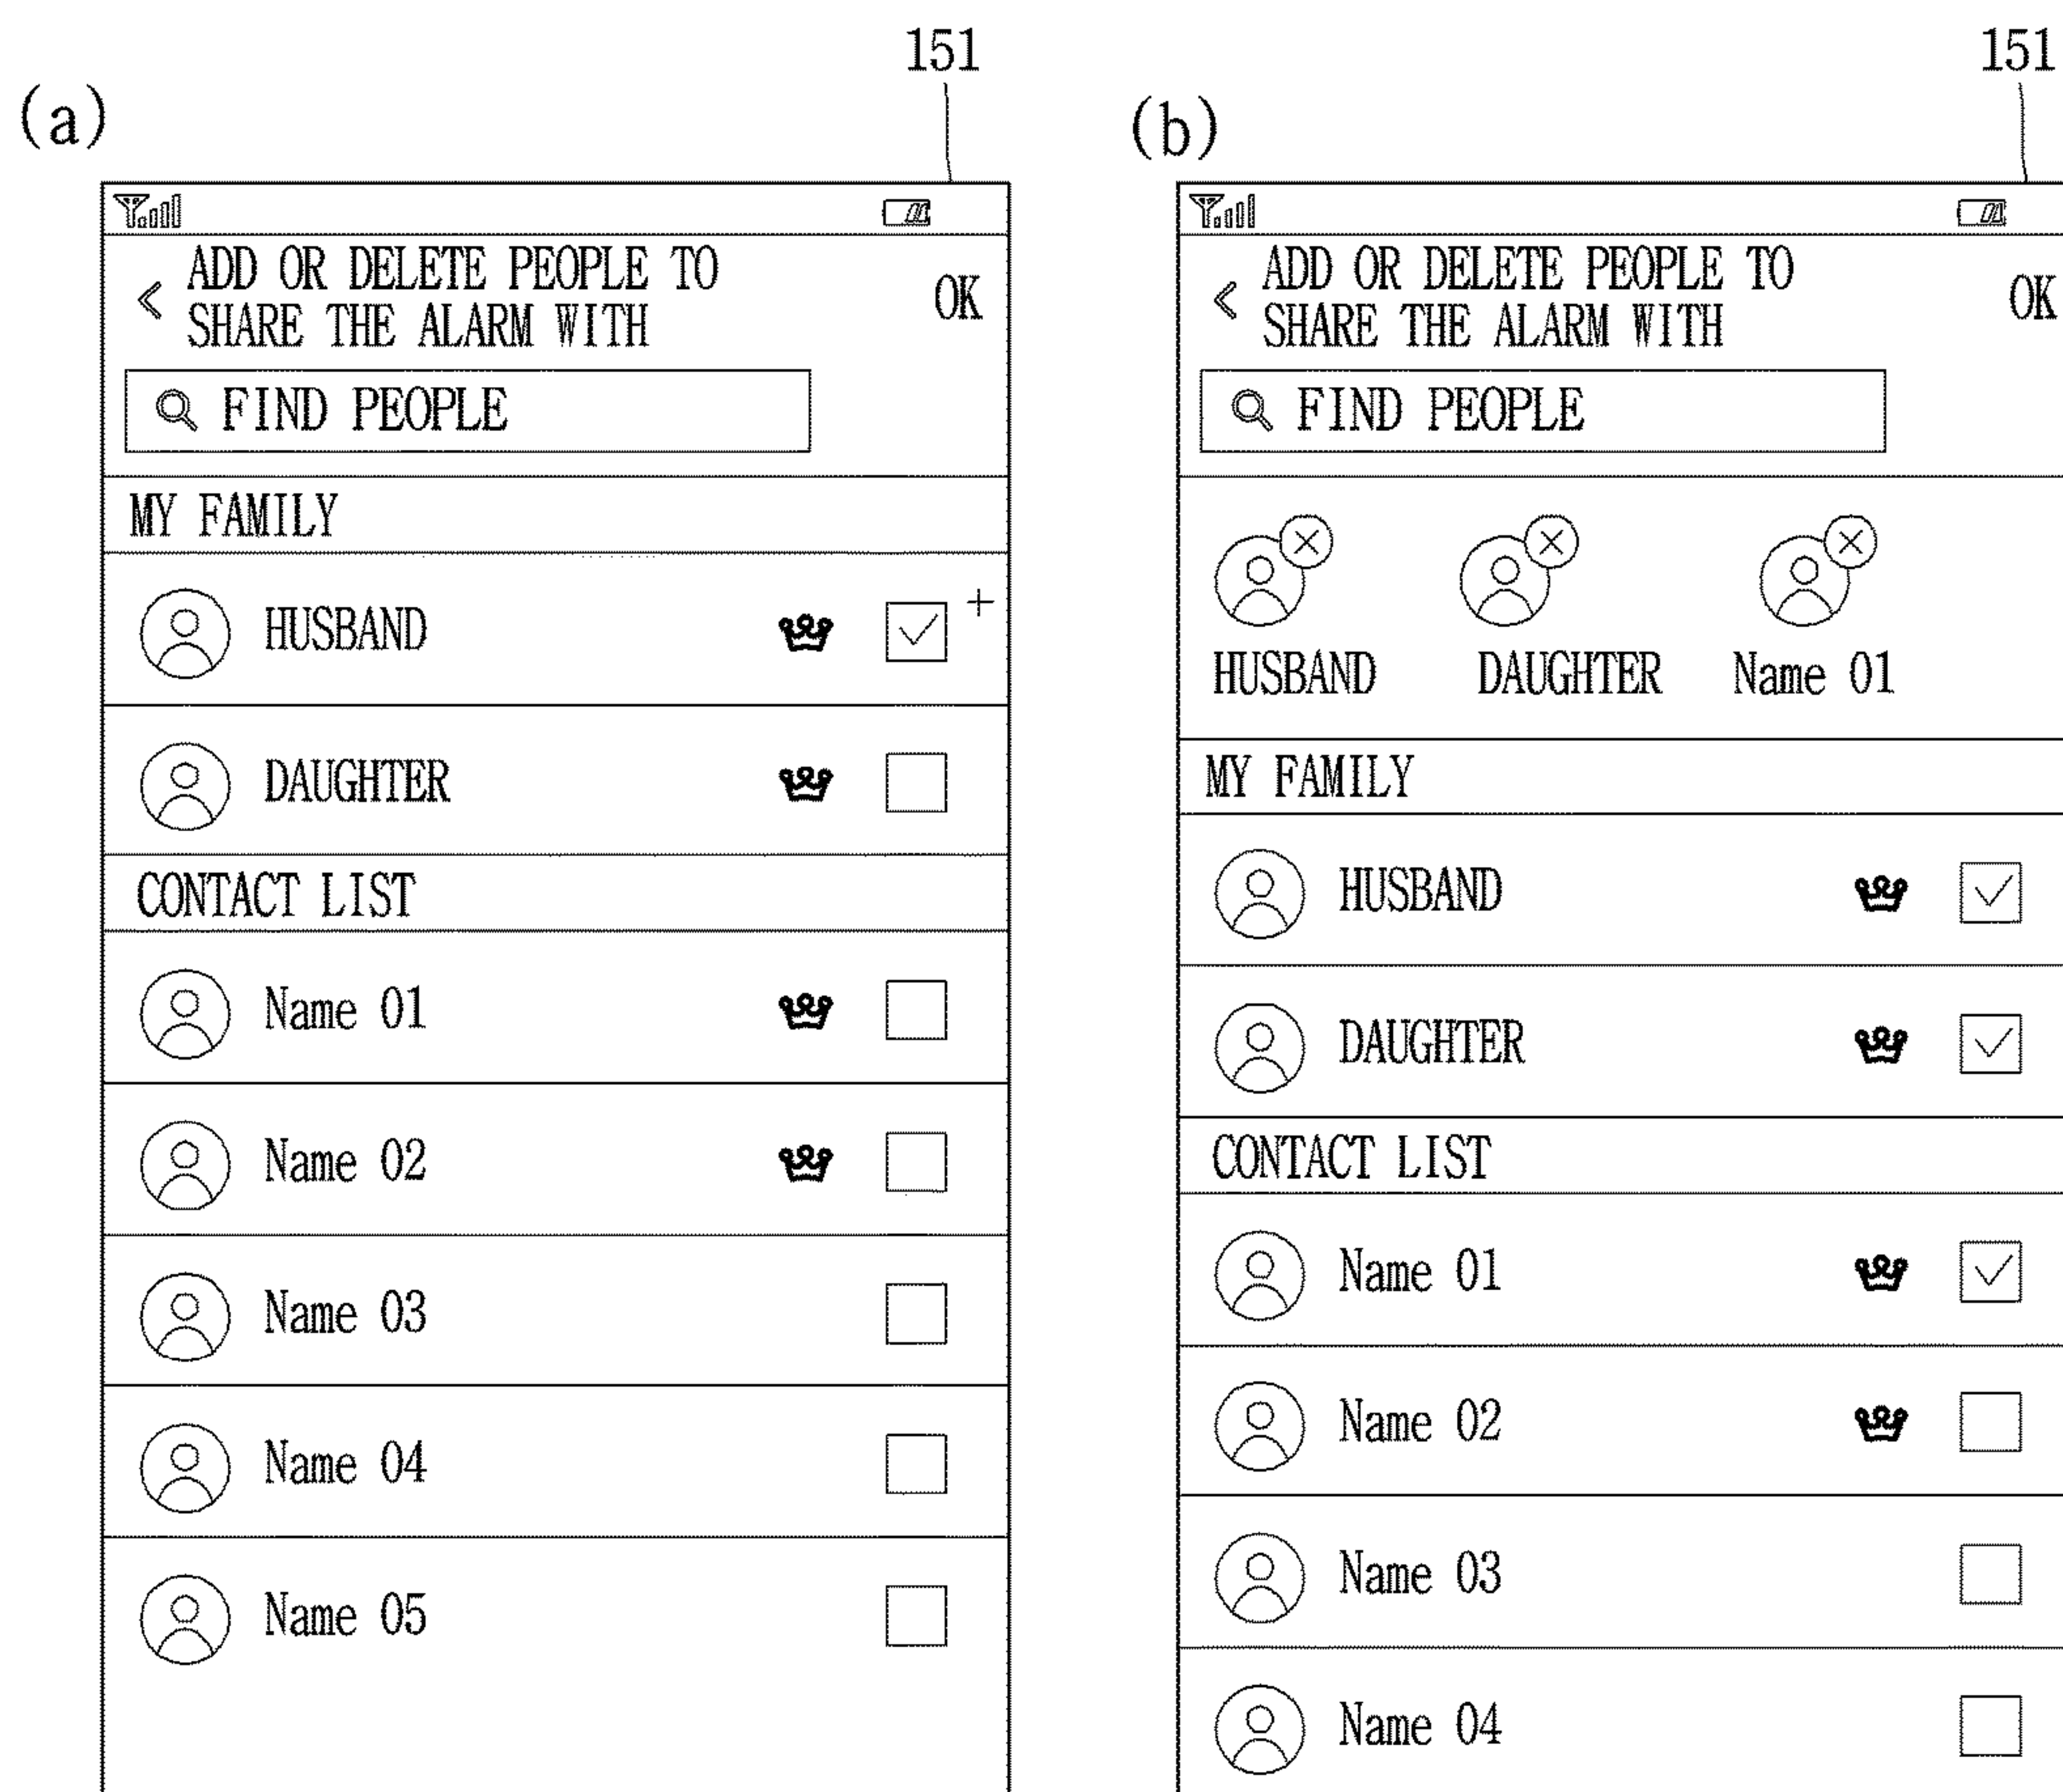 (a)
151
ADD OR DELETE PEOPLE TO
SHARE THE ALARM WITH
OK
FIND PEOPLE
MY FAMILY
HUSBAND
+
DAUGHTER
CONTACT LIST
Name 01
Name 02
Name 03
Name 04
Name 05
(b)
151
ADD OR DELETE PEOPLE TO
SHARE THE ALARM WITH
OK
FIND PEOPLE
HUSBAND DAUGHTER Name 01
MY FAMILY
HUSBAND
DAUGHTER
CONTACT LIST
Name 01
Name 02
Name 03
Name 04